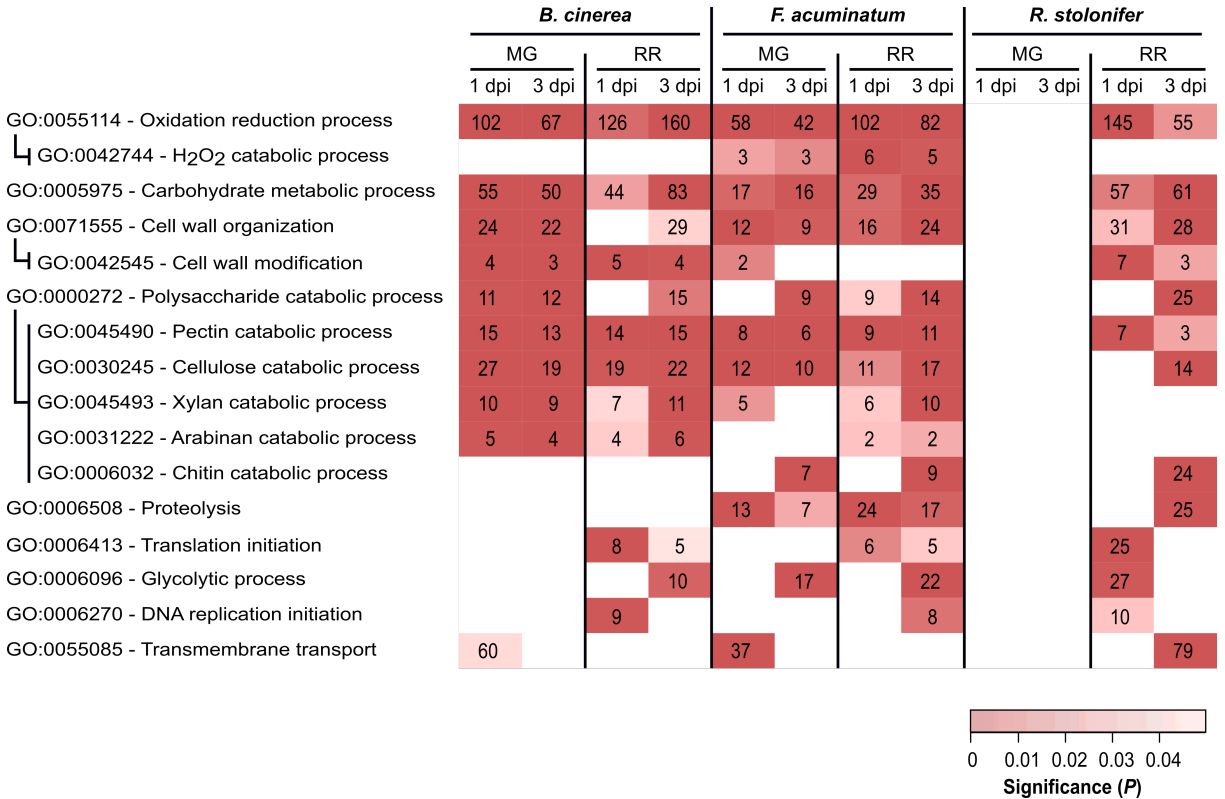 B. cinerea F. acuminatum R. stolonifer
MG RR MG RR MG RR
1 dpi 3 dpi 1 dpi 3 dpi 1 dpi 3 dpi 1 dpi 3 dpi 1 dpi 3 dpi 1 dpi 3 dpi
GO:0055114 - Oxidation reduction process 102 67 126 160 58 42 102 82 145 55
GO:0042744 - H2O2 catabolic process 3 3 6 5
GO:0005975 - Carbohydrate metabolic process 55 50 44 83 17 16 29 35 57 61
GO:0071555 - Cell wall organization 24 22 29 12 9 16 24 31 28
GO:0042545 - Cell wall modification 4 3 5 4 2 7 3
GO:0000272 - Polysaccharide catabolic process 11 12 15 9 9 14 25
GO:0045490 - Pectin catabolic process 15 13 14 15 8 6 9 11 7 3
GO:0030245 - Cellulose catabolic process 27 19 19 22 12 10 11 17 14
GO:0045493 - Xylan catabolic process 10 9 7 11 5 6 10
GO:0031222 - Arabinan catabolic process 5 4 4 6 2 2
GO:0006032 - Chitin catabolic process 7 9 24
GO:0006508 - Proteolysis 13 7 24 17 25
GO:0006413 - Translation initiation 8 5 6 5 25
GO:0006096 - Glycolytic process 10 17 22 27
GO:0006270 - DNA replication initiation 9 8 10
GO:0055085 - Transmembrane transport 60 37 79
0 0.01 0.02 0.03 0.04
Significance (P)